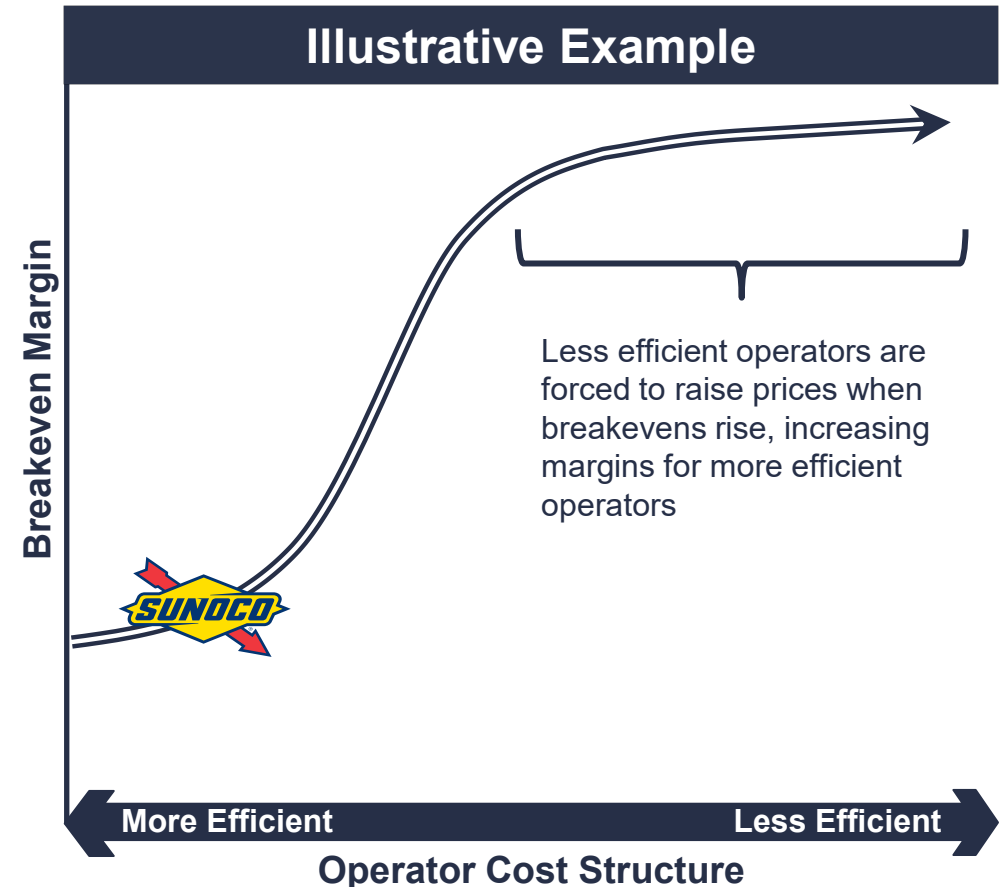 Illustrative Example
Breakeven Margin
Less efficient operators are
forced to raise prices when
breakevens rise, increasing
margins for more efficient
operators
SUNOCO
More Efficient
Less Efficient
Operator Cost Structure